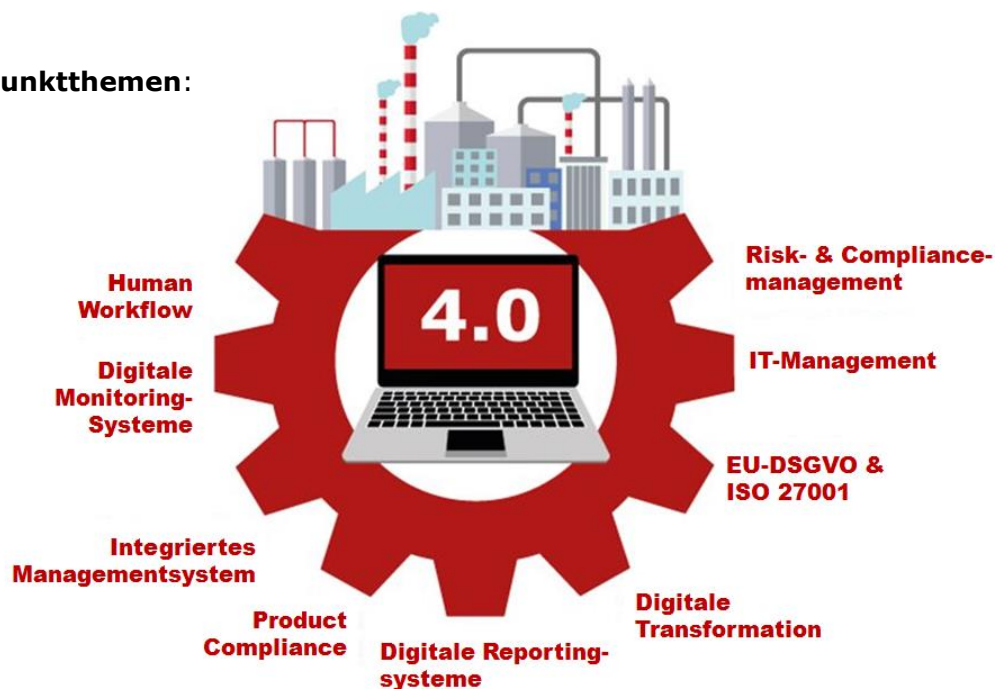 unktthemen:
4.0
Human
Workflow
Digitale
Monitoring-
Systeme
Integriertes
Managementsystem
Product
Compliance
Digitale Reporting-
systeme
Digitale
Transformation
EU-DSGVO &
ISO 27001
IT-Management
Risk- & Compliance-
management